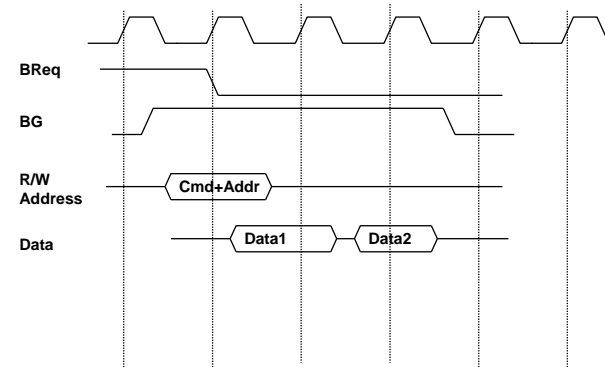 BReq
BG
R/W
Address
Cmd+Addr
Data
Data1
Data2